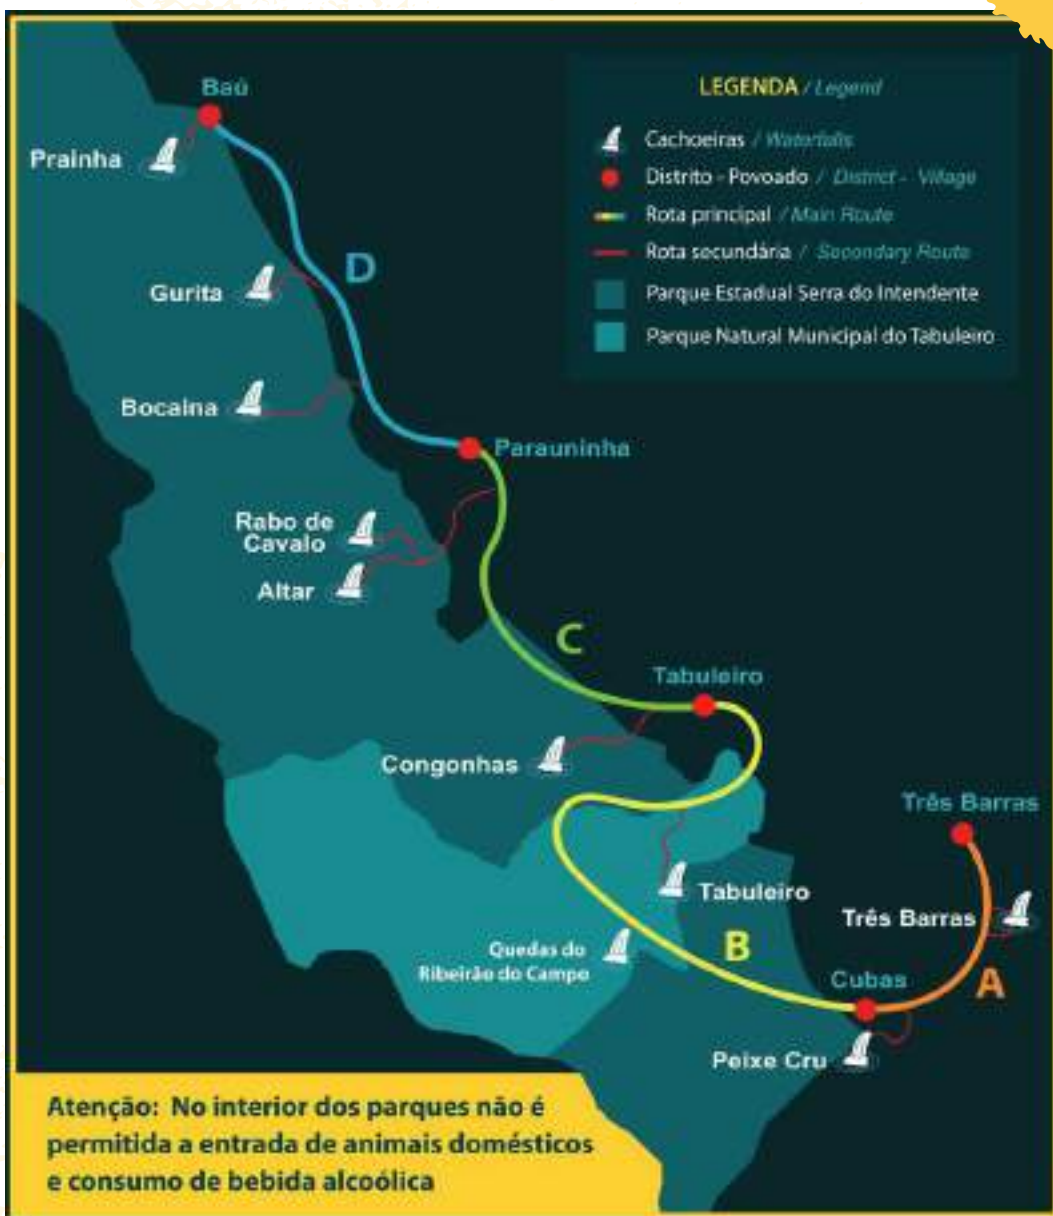 Baú
Prainha
D
Gurita
Bocaina
Parauninha
Rabo de
Cavalo
Altar
C
Tabuleiro
Congonhas
Três Barras
Tabuleiro
Três Barras
Quedas do
Ribeirão do Campo
B
Cubas
A
Peixe Cru
LEGENDA / Legend
Cachoeiras / Waterfalls
Distrito - Povoado / District - Village
Rota principal / Main Route
Rota secundária / Secondary Route
Parque Estadual Serra do Intendente
Parque Natural Municipal do Tabuleiro
Atenção: No interior dos parques não é
permitida a entrada de animais domésticos
e consumo de bebida alcoólica